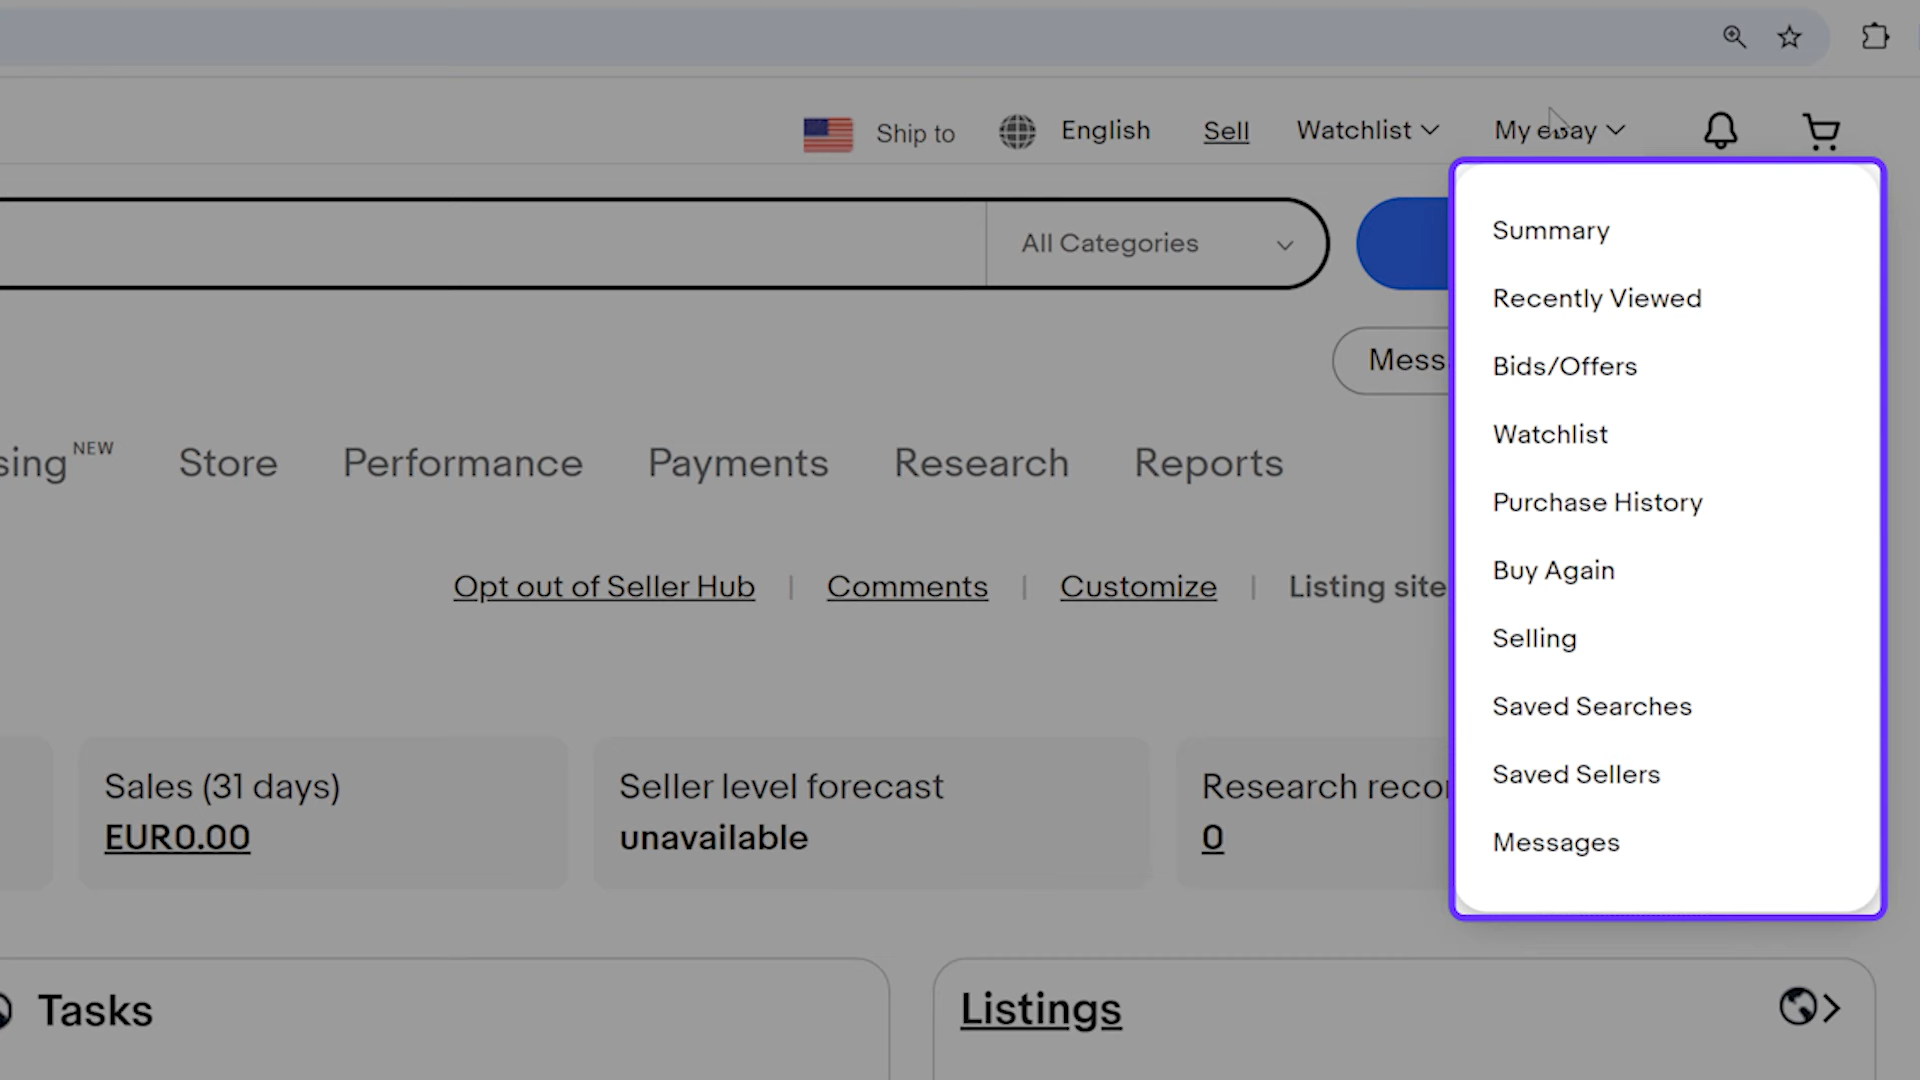 Ship to English Sell Watchlist My ebay
All Categories
Mess
sing NEW Store Performance Payments Research Reports
Opt out of Seller Hub | Comments | Customize | Listing site
Sales (31 days)
EUR0.00
Seller level forecast
unavailable
Research reco
0
Tasks
Listings
Summary
Recently Viewed
Bids/Offers
Watchlist
Purchase History
Buy Again
Selling
Saved Searches
Saved Sellers
Messages